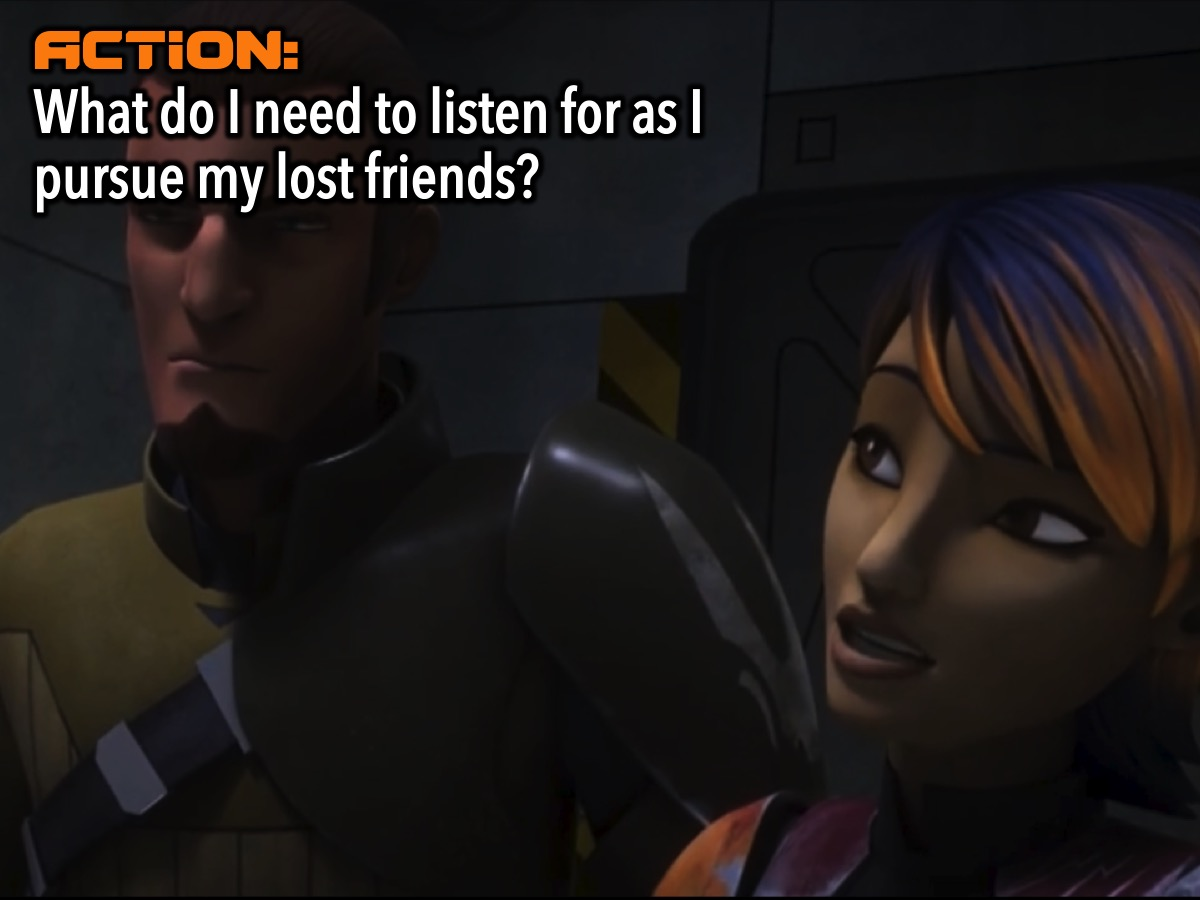 ACTION:
What do I need to listen for as I
pursue my lost friends?